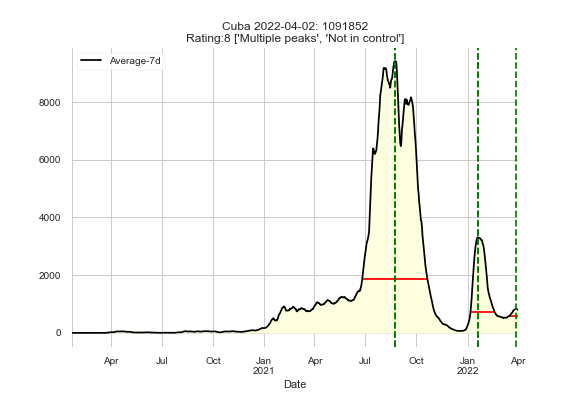 Cuba 2022-04-02: 1091852
Rating:8 ['Multiple peaks', 'Not in control']
Average-7d
8000
6000
4000
2000
0
Apr Jul Oct Jan Apr Jul Oct Jan Apr
2021 2022
Date